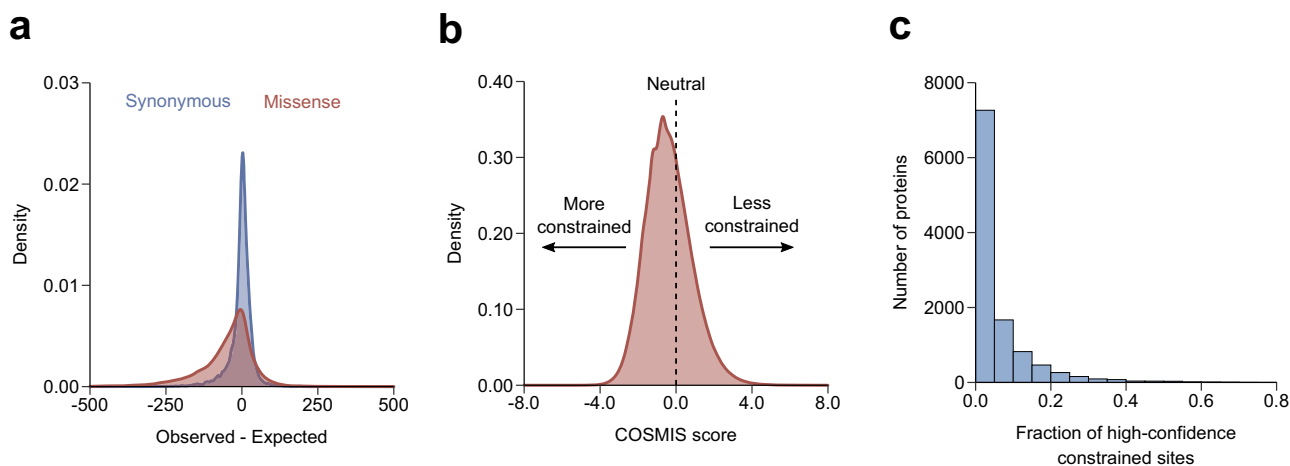 a
0.03
0.02
0.01
0.00
Density
Synonymous Missense
-500 -250 0 250 500
Observed - Expected
b
0.40
0.30
0.20
0.10
0.00
Density
Neutral
More
constrained
Less
constrained
-8.0 -4.0 0.0 4.0 8.0
COSMIS score
c
8000
6000
4000
2000
0
Number of proteins
0.0 0.2 0.4 0.6 0.8
Fraction of high-confidence
constrained sites